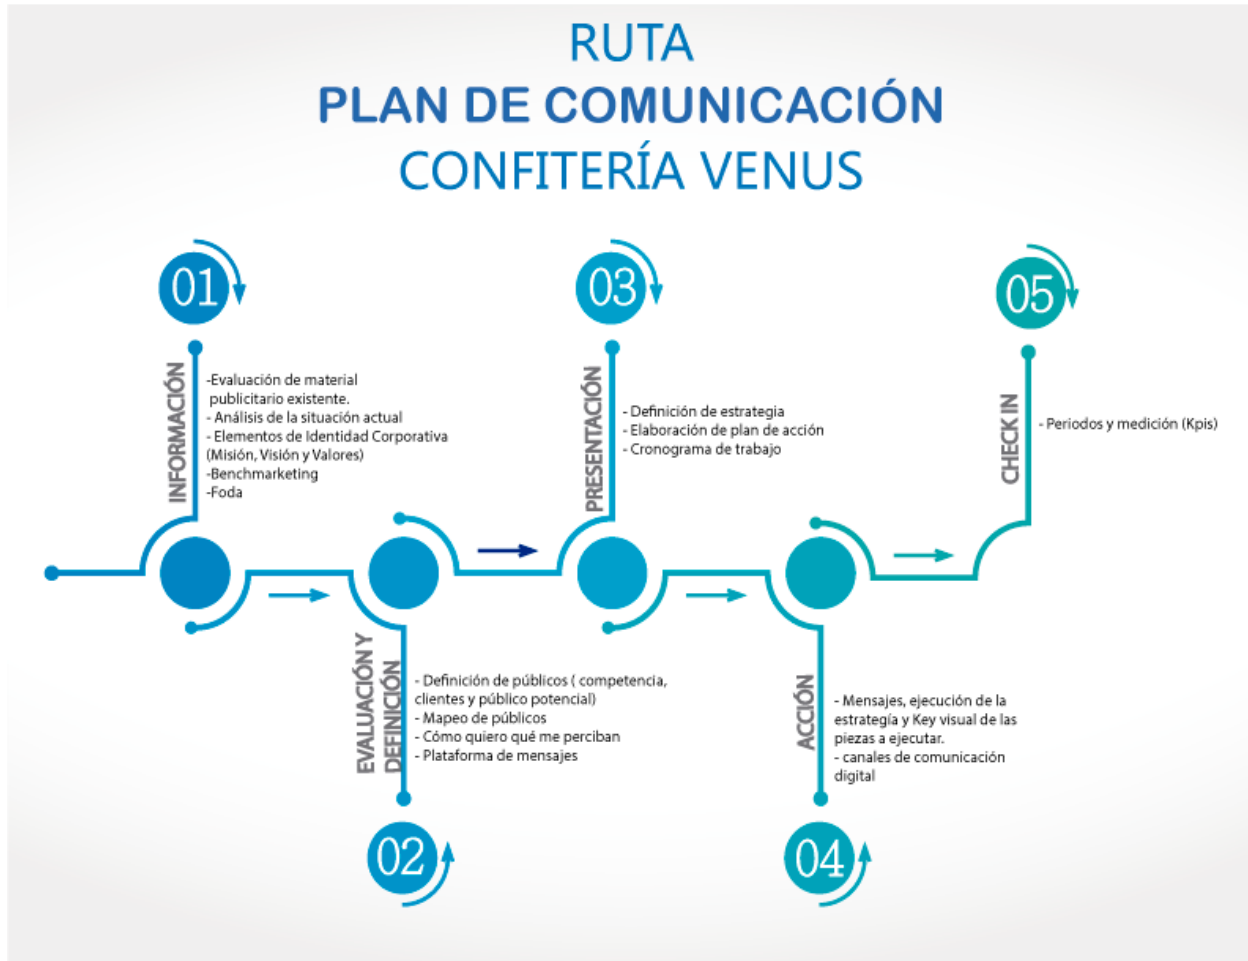 RUTA
PLAN DE COMUNICACIÓN
CONFITERÍA VENUS
01
INFORMACIÓN
-Evaluación de material
publicitario existente.
- Análisis de la situación actual
- Elementos de Identidad Corporativa
(Misión, Visión y Valores)
-Benchmarketing
-Foda
02
EVALUACIÓN Y
DEFINICIÓN
- Definición de públicos ( competencia,
clientes y público potencial)
- Mapeo de públicos
- Cómo quiero qué me perciban
- Plataforma de mensajes
03
PRESENTACIÓN
- Definición de estrategia
- Elaboración de plan de acción
- Cronograma de trabajo
04
ACCIÓN
- Mensajes, ejecución de la
estrategía y Key visual de las
piezas a ejecutar.
- canales de comunicación
digital
05
CHECK IN
- Periodos y medición (Kpis)